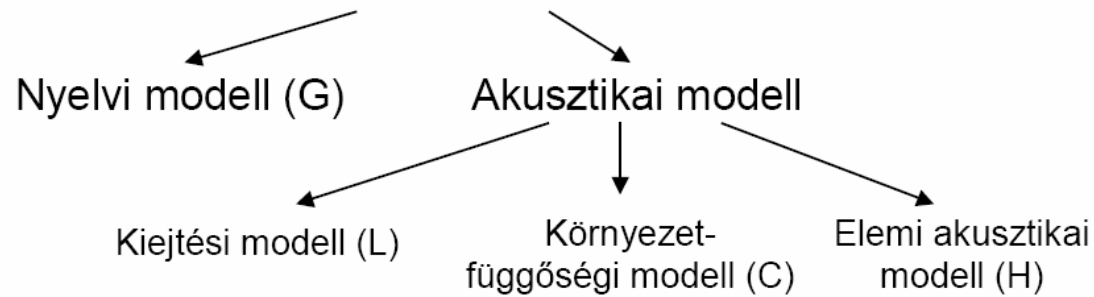 Nyelvi modell (G)
Akusztikai modell
Kiejtési modell (L)
Környezet-
függőségi modell (C)
Elemi akusztikai
modell (H)